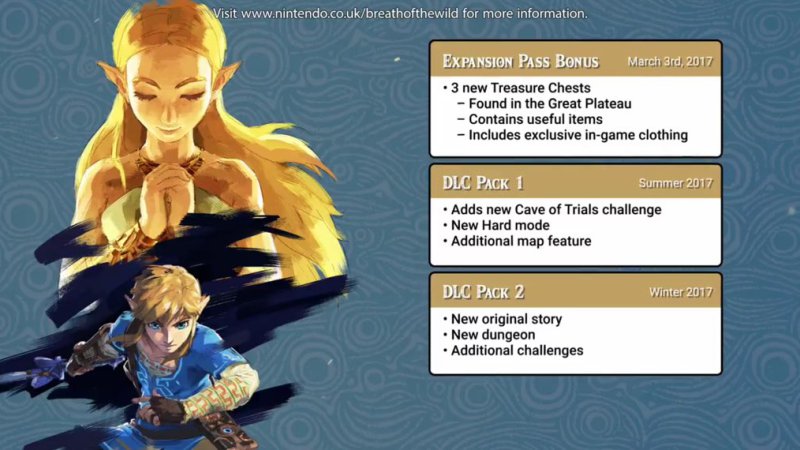 Visit www.nintendo.co.uk/breathofthewild for more information.
Expansion Pass Bonus March 3rd, 2017
• 3 new Treasure Chests
– Found in the Great Plateau
– Contains useful items
– Includes exclusive in-game clothing
DLC Pack 1 Summer 2017
• Adds new Cave of Trials challenge
• New Hard mode
• Additional map feature
DLC Pack 2 Winter 2017
• New original story
• New dungeon
• Additional challenges